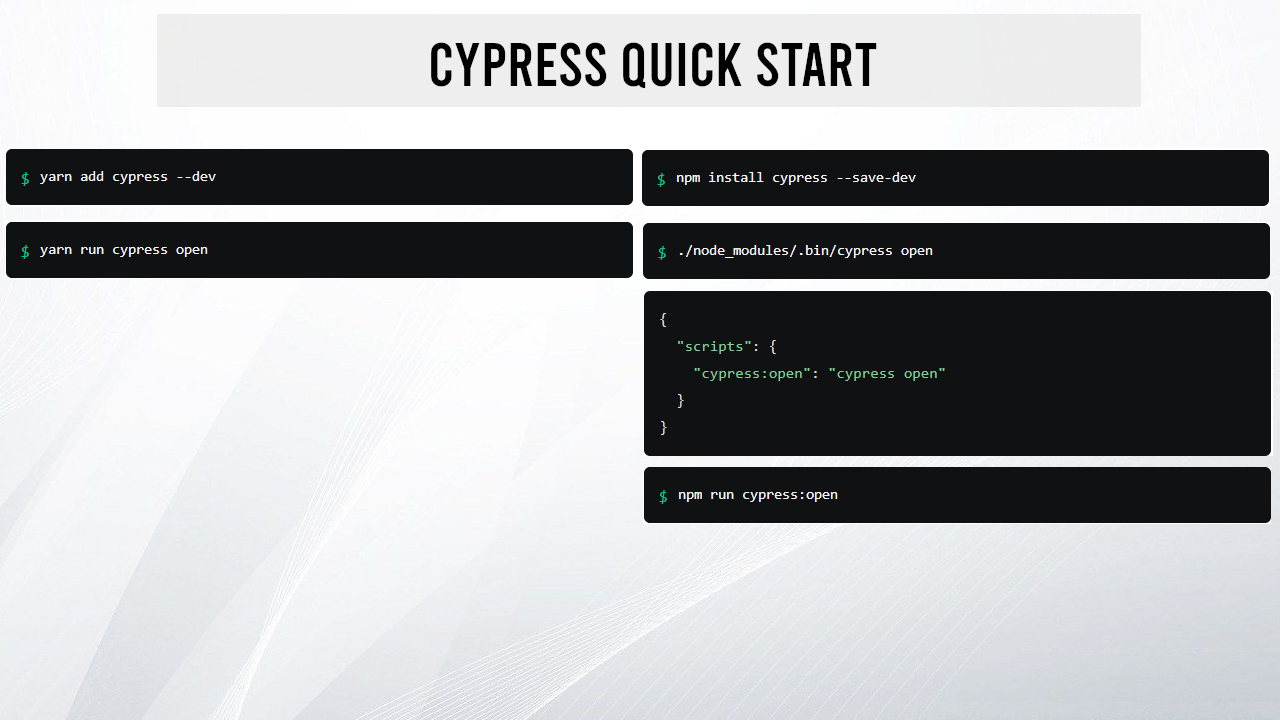 CYPRESS QUICK START
$ yarn add cypress --dev
$ yarn run cypress open
$ npm install cypress --save-dev
$ ./node_modules/.bin/cypress open
{
  "scripts": {
    "cypress:open": "cypress open"
  }
}
$ npm run cypress:open